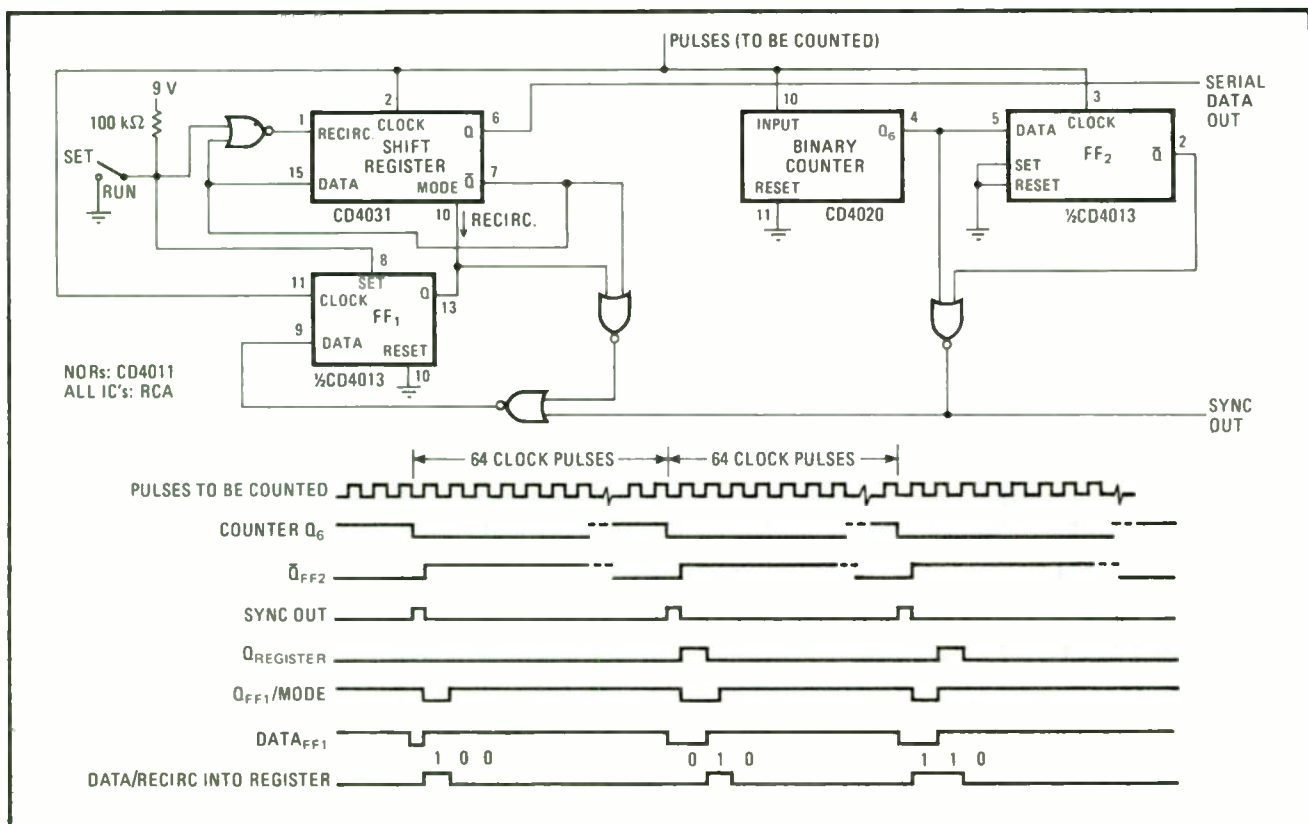 PULSES (TO BE COUNTED)
SERIAL
DATA
OUT
9 V
100 kΩ
SET
RUN
1
2
6
RECIRC.
CLOCK
Q
SHIFT
REGISTER
15
DATA
MODE
Q̅
7
CD4031
10
RECIRC.
10
INPUT
Q₆
4
BINARY
COUNTER
RESET
11
CD4020
3
5
DATA
CLOCK
FF₂
Q̅
2
SET
RESET
½CD4013
8
SET
11
CLOCK
Q
13
FF₁
9
DATA
RESET
½CD4013
10
NORs: CD4011
ALL IC's: RCA
SYNC
OUT
64 CLOCK PULSES
64 CLOCK PULSES
PULSES TO BE COUNTED
COUNTER Q₆
Q̅FF2
SYNC OUT
QREGISTER
QFF1/MODE
DATAFF1
1 0 0
0 1 0
1 1 0
DATA/RECIRC INTO REGISTER